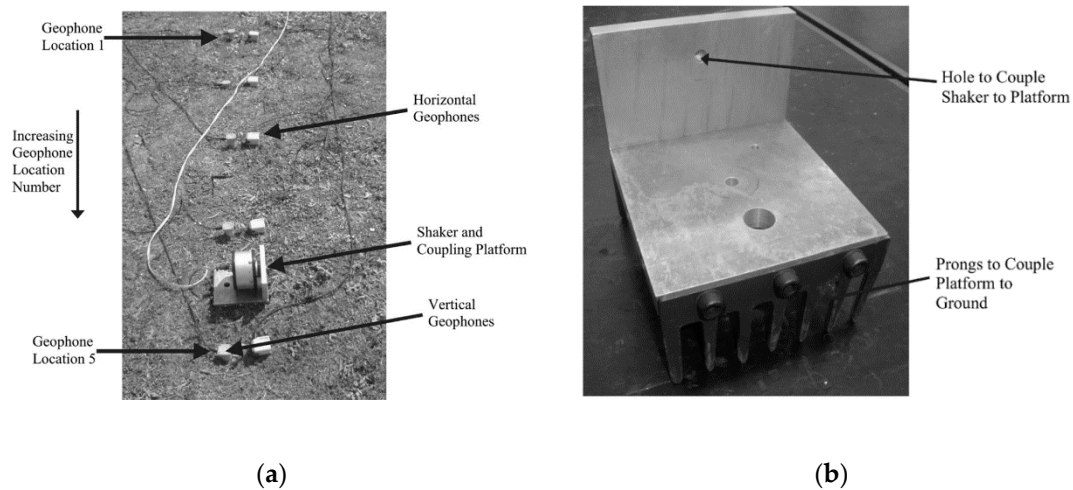 Geophone
Location 1
Increasing
Geophone
Location
Number
Horizontal
Geophones
Shaker and
Coupling Platform
Vertical
Geophones
Geophone
Location 5
(a)
Hole to Couple
Shaker to Platform
Prongs to Couple
Platform to
Ground
(b)